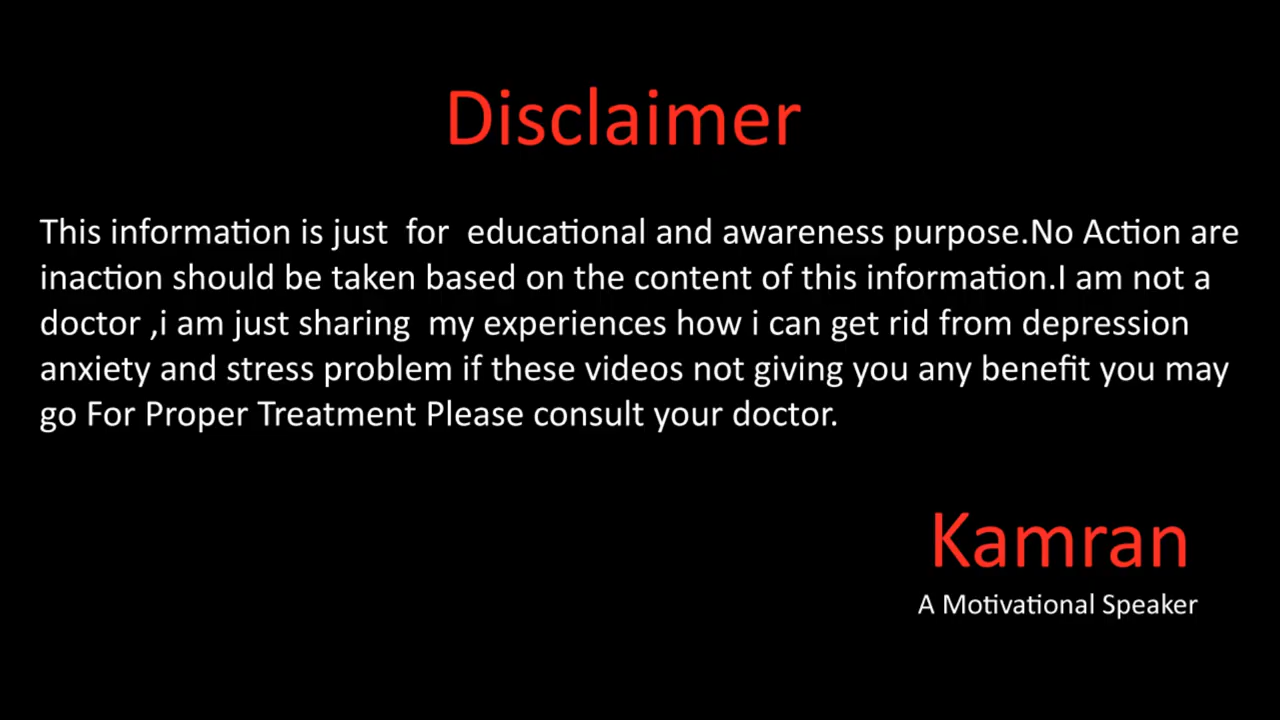 Disclaimer
This information is just  for  educational and awareness purpose.No Action are
inaction should be taken based on the content of this information.I am not a
doctor ,i am just sharing  my experiences how i can get rid from depression
anxiety and stress problem if these videos not giving you any benefit you may
go For Proper Treatment Please consult your doctor.
Kamran
A Motivational Speaker